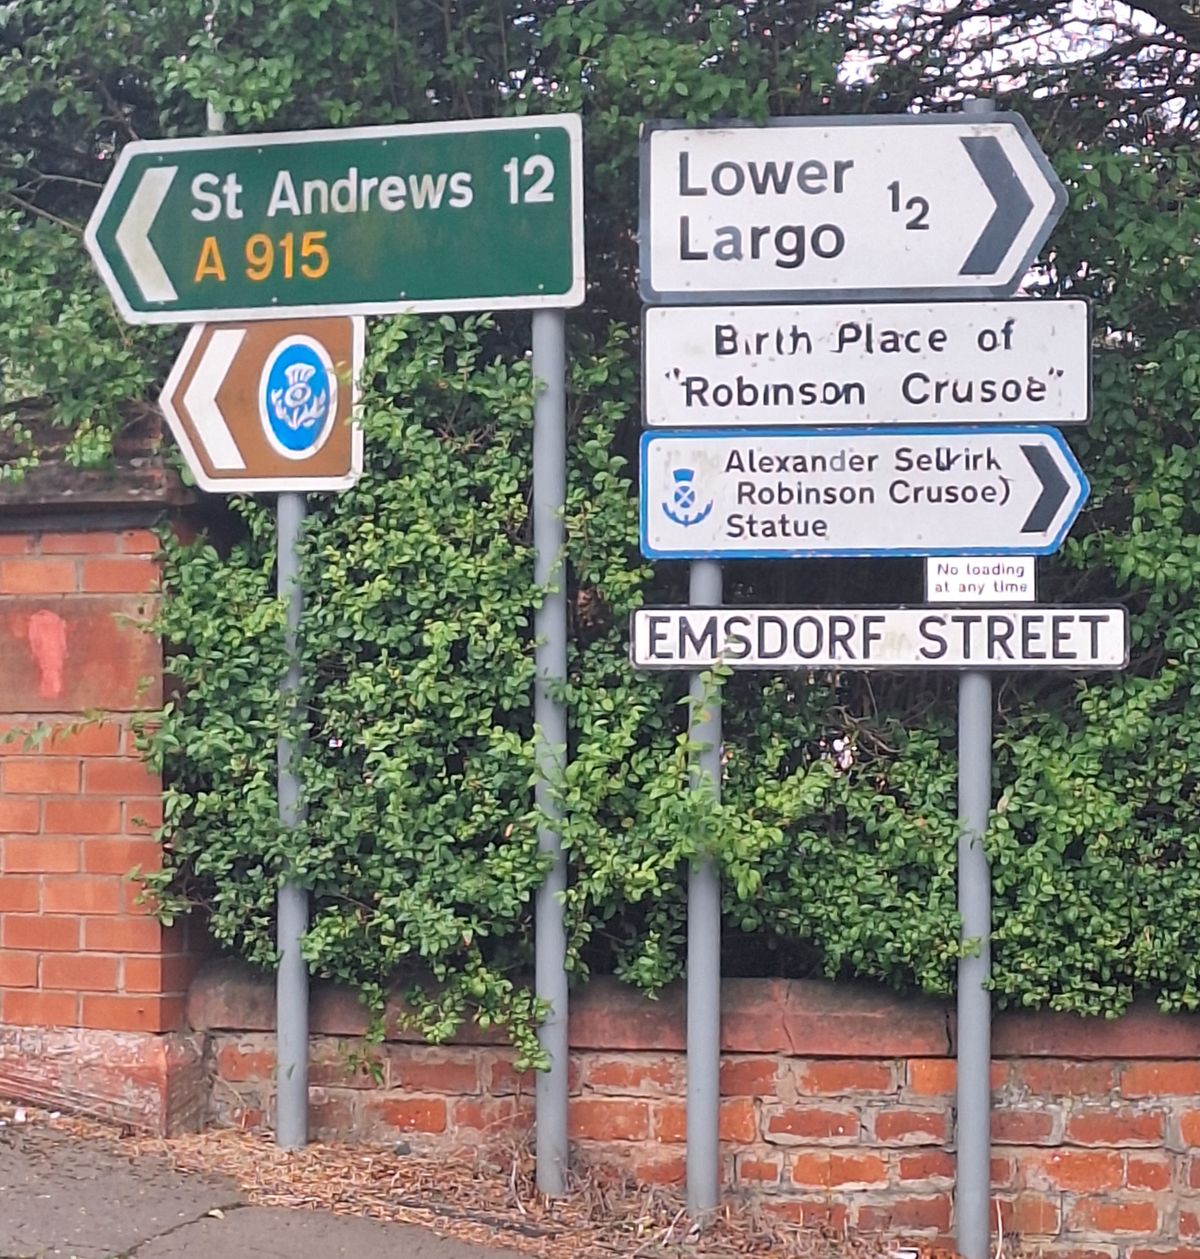 St Andrews 12
A 915
Lower
Largo 1/2
Birth Place of
"Robinson Crusoe"
Alexander Selkirk
Robinson Crusoe)
Statue
No loading
at any time
EMSDORF STREET